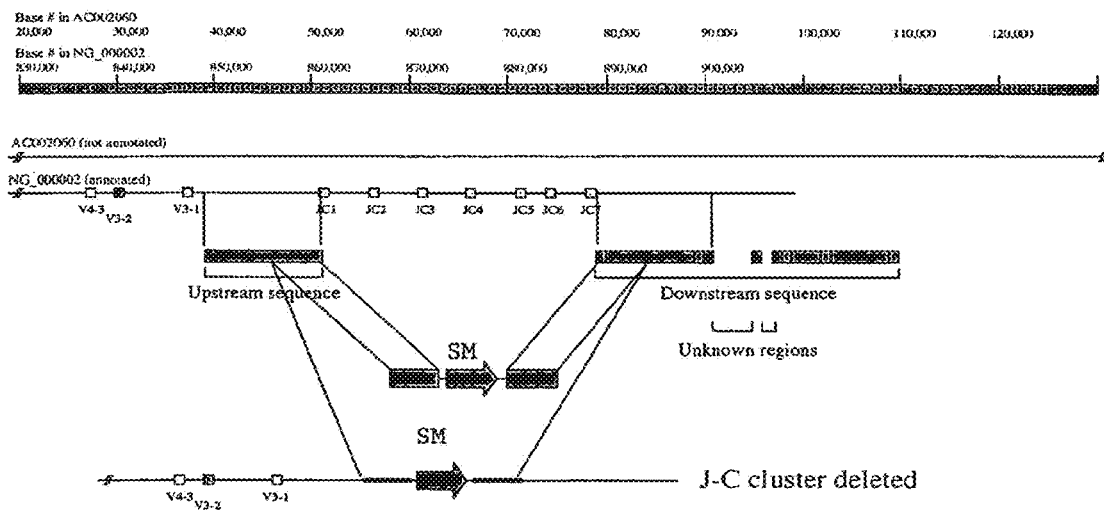 Base # in AC002060
20,000 30,000 40,000 50,000 60,000 70,000 80,000 90,000 100,000 110,000 120,000
Base # in NG_000002
830,000 840,000 850,000 860,000 870,000 880,000 890,000 900,000
AC002060 (not annotated)
NG_000002 (annotated)
V4-3 V3-2 V3-1 JC1 JC2 JC3 JC4 JC5 JC6 JC7
Upstream sequence Downstream sequence
Unknown regions
SM
SM
J-C cluster deleted
V4-3 V3-2 V3-1